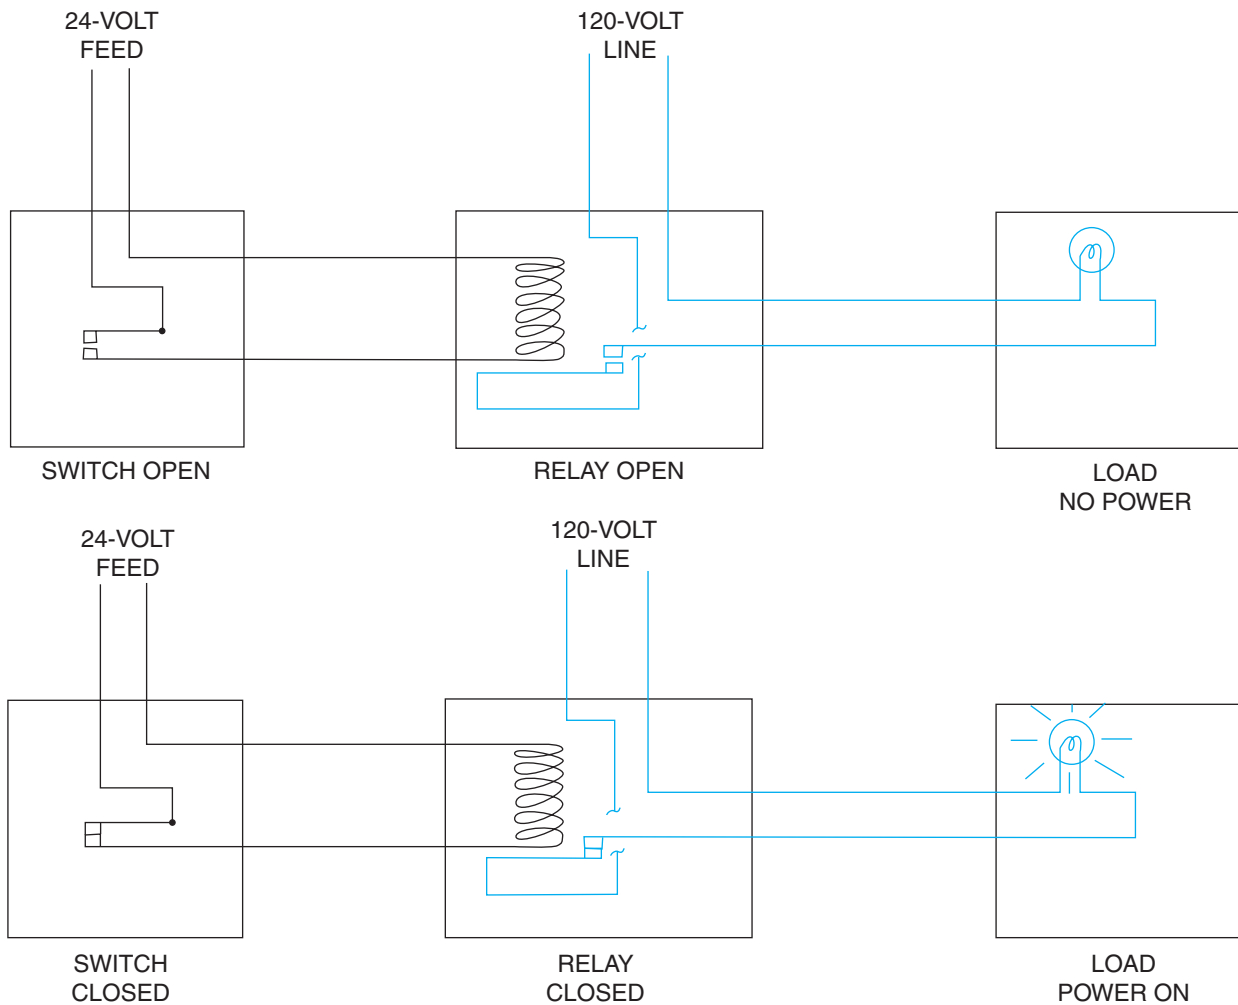 24-VOLT
FEED
120-VOLT
LINE
SWITCH OPEN
RELAY OPEN
LOAD
NO POWER
24-VOLT
FEED
120-VOLT
LINE
SWITCH
CLOSED
RELAY
CLOSED
LOAD
POWER ON